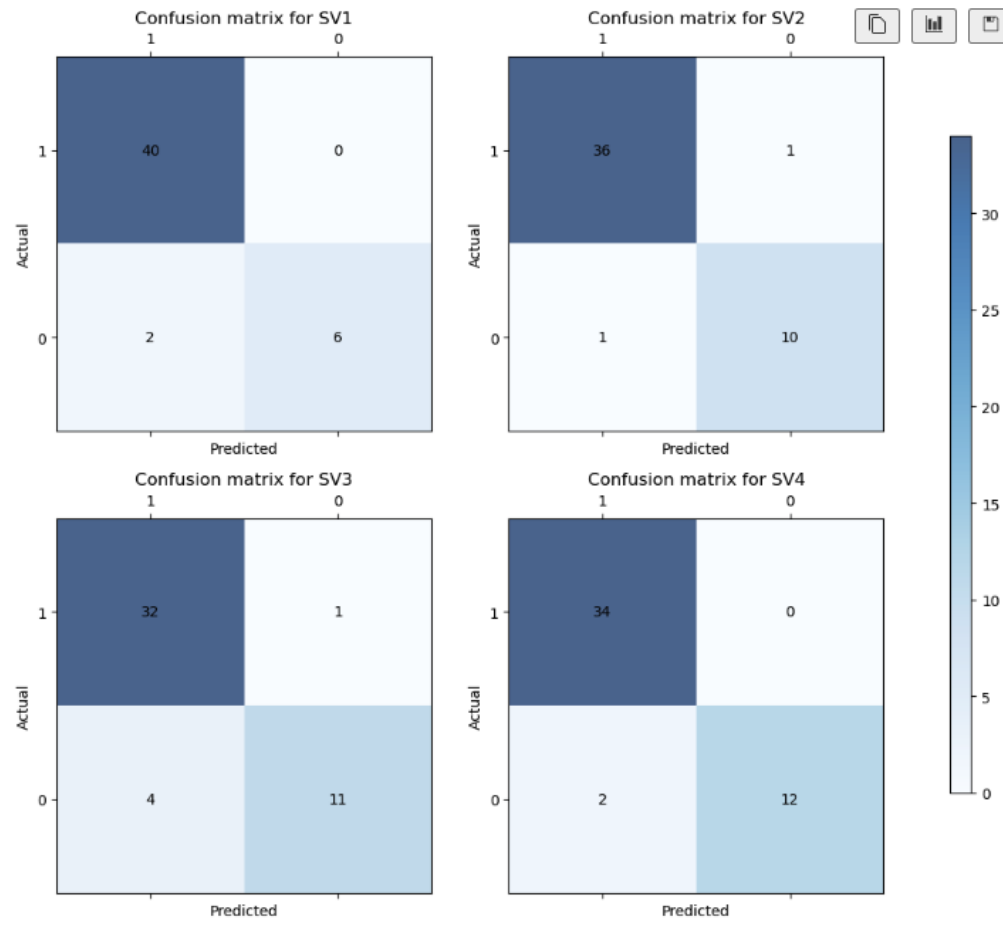 Confusion matrix for SV1
1 0
1 40 0
Actual
0 2 6
Predicted
Confusion matrix for SV2
1 0
1 36 1
Actual
0 1 10
Predicted
Confusion matrix for SV3
1 0
1 32 1
Actual
0 4 11
Predicted
Confusion matrix for SV4
1 0
1 34 0
Actual
0 2 12
Predicted
30
25
20
15
10
5
0